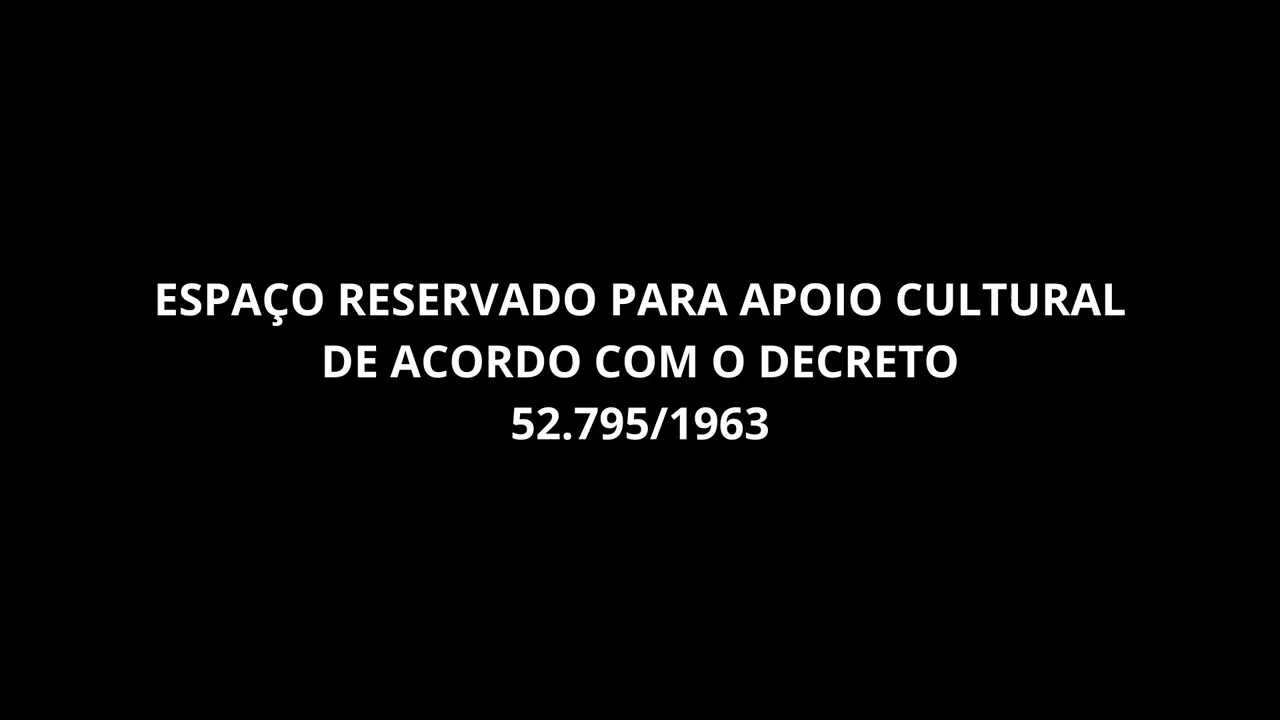 ESPAÇO RESERVADO PARA APOIO CULTURAL
DE ACORDO COM O DECRETO
52.795/1963